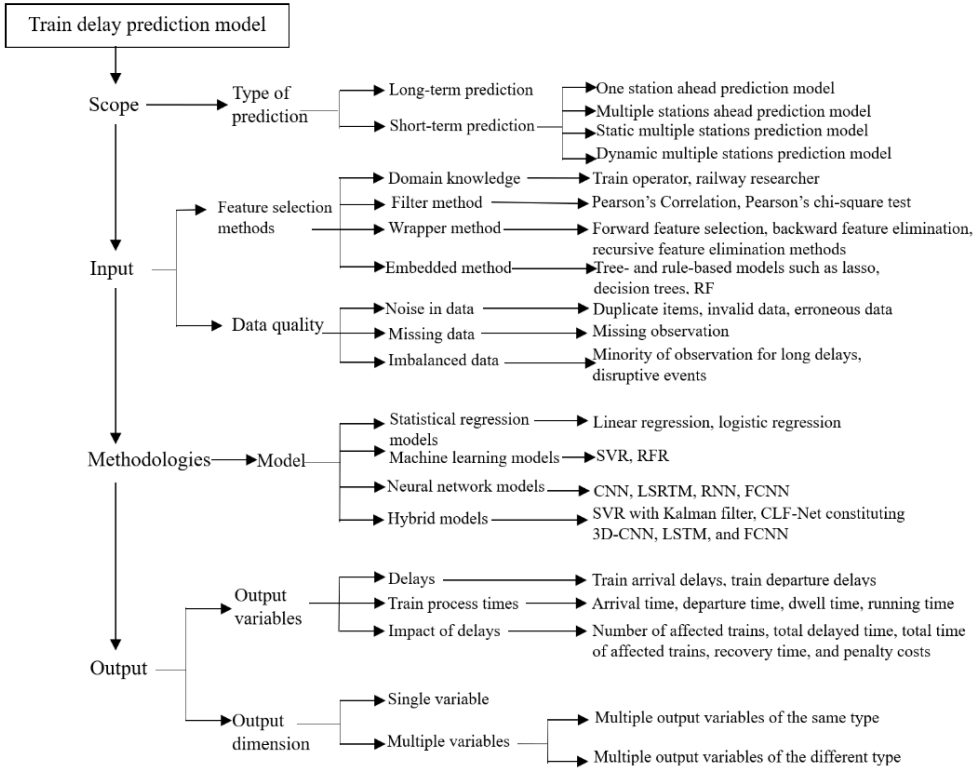 Train delay prediction model
Scope
Type of
prediction
Long-term prediction
Short-term prediction
One station ahead prediction model
Multiple stations ahead prediction model
Static multiple stations prediction model
Dynamic multiple stations prediction model
Input
Feature selection
methods
Domain knowledge
Train operator, railway researcher
Filter method
Pearson’s Correlation, Pearson’s chi-square test
Wrapper method
Forward feature selection, backward feature elimination,
recursive feature elimination methods
Embedded method
Tree- and rule-based models such as lasso,
decision trees, RF
Data quality
Noise in data
Duplicate items, invalid data, erroneous data
Missing data
Missing observation
Imbalanced data
Minority of observation for long delays,
disruptive events
Methodologies
Model
Statistical regression
models
Linear regression, logistic regression
Machine learning models
SVR, RFR
Neural network models
CNN, LSRTM, RNN, FCNN
Hybrid models
SVR with Kalman filter, CLF-Net constituting
3D-CNN, LSTM, and FCNN
Output
Output
variables
Delays
Train arrival delays, train departure delays
Train process times
Arrival time, departure time, dwell time, running time
Impact of delays
Number of affected trains, total delayed time, total time
of affected trains, recovery time, and penalty costs
Output
dimension
Single variable
Multiple variables
Multiple output variables of the same type
Multiple output variables of the different type